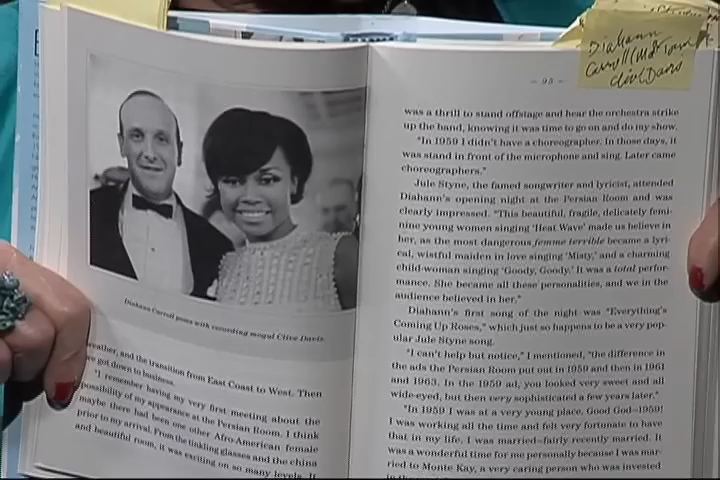 Diahann
Carroll (Md Town
Clive Davis
Diahann Carroll poses with recording mogul Clive Davis.
weather, and the transition from East Coast to West. Then
we got down to business.
"I remember having my very first meeting about the
possibility of my appearance at the Persian Room. I think
maybe there had been one other Afro-American female
prior to my arrival. From the tinkling glasses and the china
and beautiful room, it was exciting on so many levels. It
– 93 –
was a thrill to stand offstage and hear the orchestra strike
up the band, knowing it was time to go on and do my show.
"In 1959 I didn't have a choreographer. In those days, it
was stand in front of the microphone and sing. Later came
choreographers."
Jule Styne, the famed songwriter and lyricist, attended
Diahann's opening night at the Persian Room and was
clearly impressed. "This beautiful, fragile, delicately femi-
nine young women singing 'Heat Wave' made us believe in
her, as the most dangerous femme terrible became a lyri-
cal, wistful maiden in love singing 'Misty,' and a charming
child-woman singing 'Goody, Goody.' It was a total perfor-
mance. She became all these personalities, and we in the
audience believed in her."
Diahann's first song of the night was "Everything's
Coming Up Roses," which just so happens to be a very pop-
ular Jule Styne song.
"I can't help but notice," I mentioned, "the difference in
the ads the Persian Room put out in 1959 and then in 1961
and 1963. In the 1959 ad, you looked very sweet and all
wide-eyed, but then very sophisticated a few years later."
"In 1959 I was at a very young place. Good God—1959!
I was working all the time and felt very fortunate to have
that in my life. I was married—fairly recently married. It
was a wonderful time for me personally because I was mar-
ried to Monte Kay, a very caring person who was invested